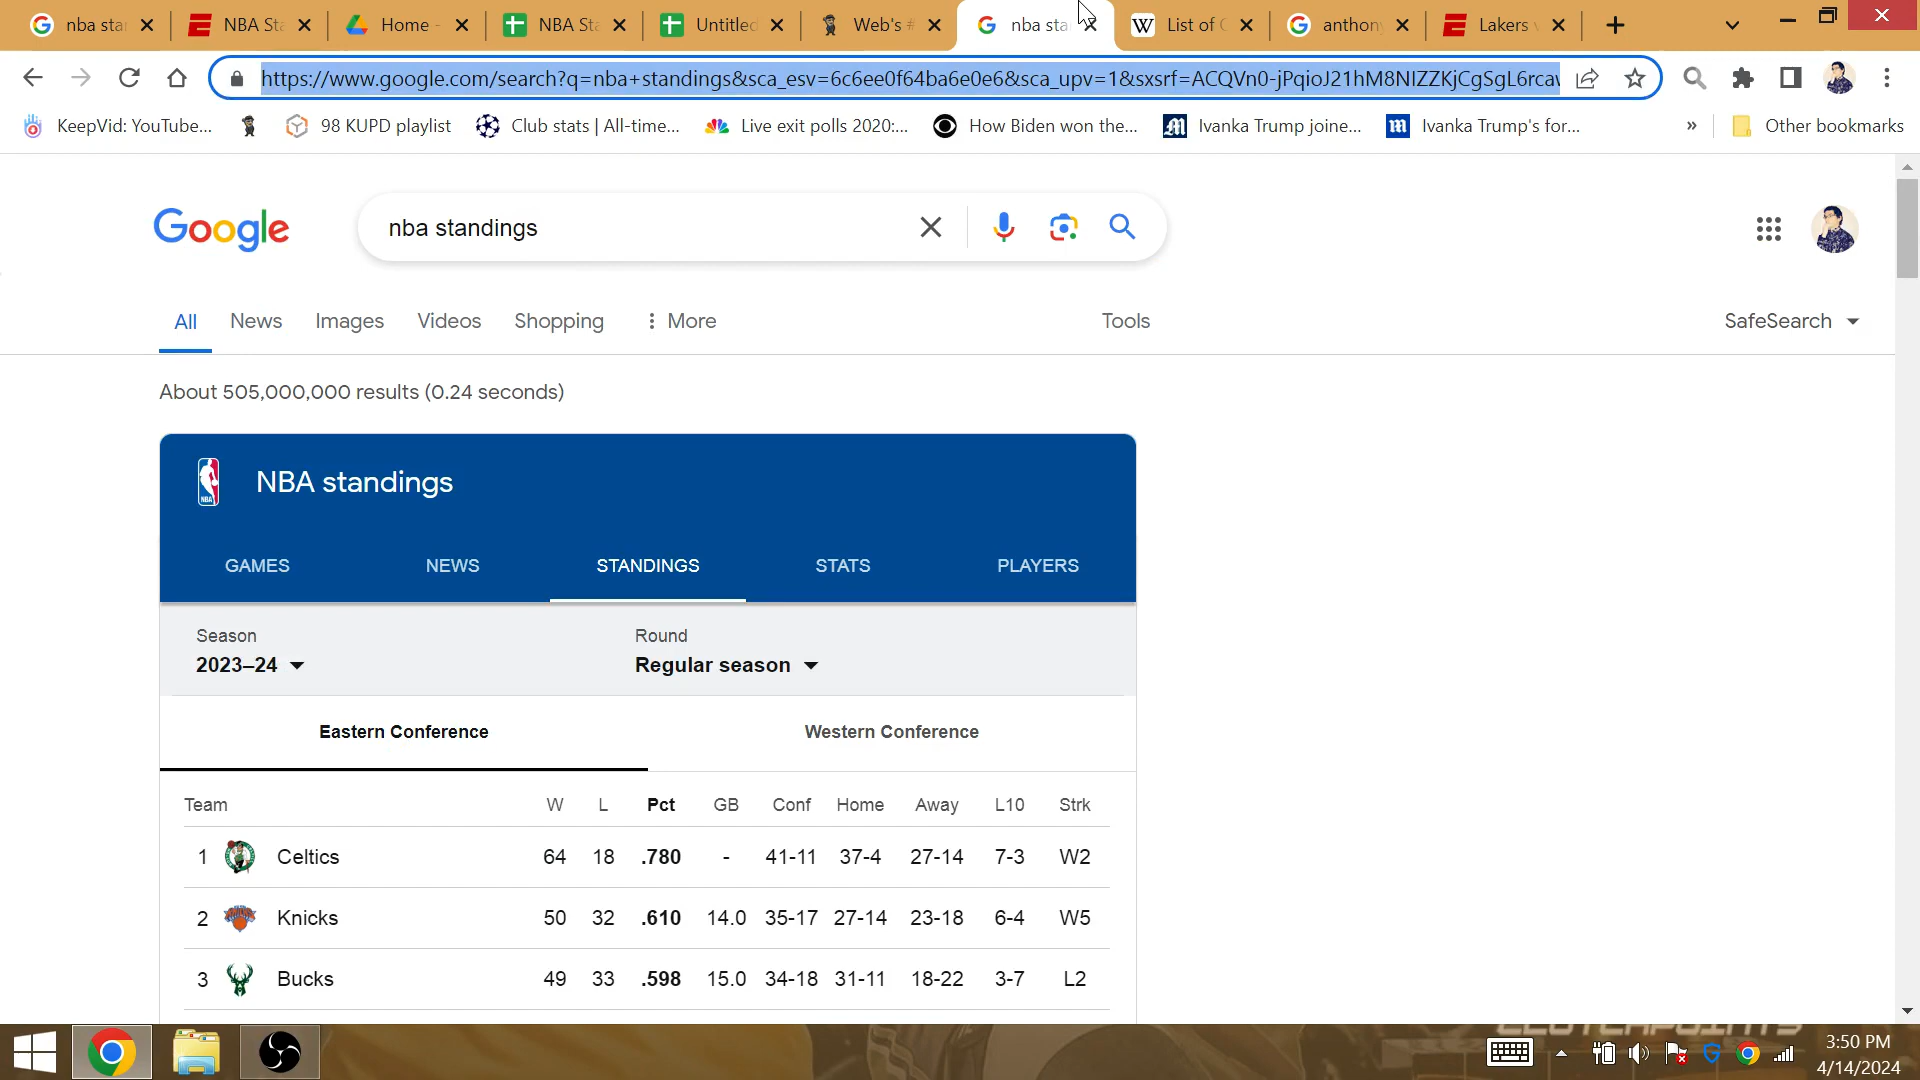 nba sta
NBA St
Home -
NBA St
Untitled
Web's #
nba sta
List of
anthon
Lakers
https://www.google.com/search?q=nba+standings&sca_esv=6c6ee0f64ba6e0e6&sca_upv=1&sxsrf=ACQVn0-jPqioJ21hM8NIZZKjCgSgL6rcaw
KeepVid: YouTube...
98 KUPD playlist
Club stats | All-time...
Live exit polls 2020:...
How Biden won the...
Ivanka Trump joine...
Ivanka Trump's for...
»
Other bookmarks
Google
nba standings
All
News
Images
Videos
Shopping
More
Tools
SafeSearch
About 505,000,000 results (0.24 seconds)
NBA standings
GAMES NEWS STANDINGS STATS PLAYERS
Season Round
2023–24 Regular season
Eastern Conference Western Conference
Team W L Pct GB Conf Home Away L10 Strk
1 Celtics 64 18 .780 - 41-11 37-4 27-14 7-3 W2
2 Knicks 50 32 .610 14.0 35-17 27-14 23-18 6-4 W5
3 Bucks 49 33 .598 15.0 34-18 31-11 18-22 3-7 L2
3:50 PM
4/14/2024